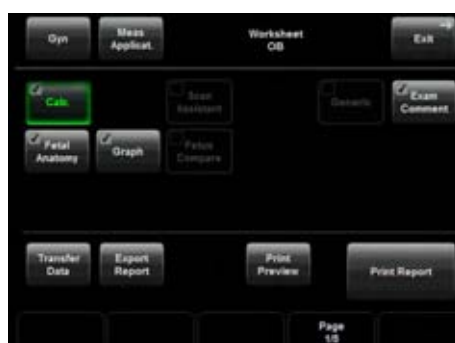 Gyn
Meas
Applicat.
Worksheet
OB
Exit
Calc
Scan
Assistant
Generic
Exam
Comment
Fetal
Anatomy
Graph
Fetus
Compare
Transfer
Data
Export
Report
Print
Preview
Print Report
Page
1/5